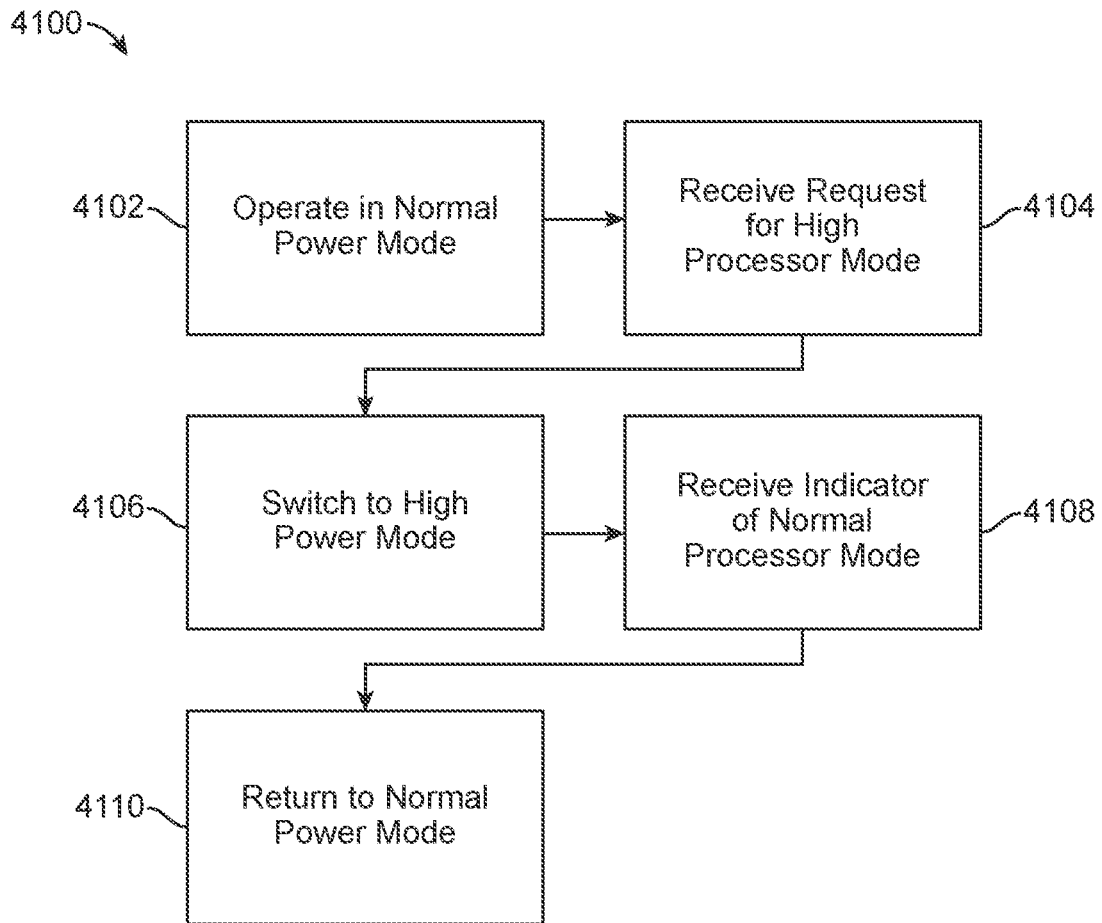 4100
4102
Operate in Normal
Power Mode
Receive Request
for High
Processor Mode
4104
4106
Switch to High
Power Mode
Receive Indicator
of Normal
Processor Mode
4108
4110
Return to Normal
Power Mode